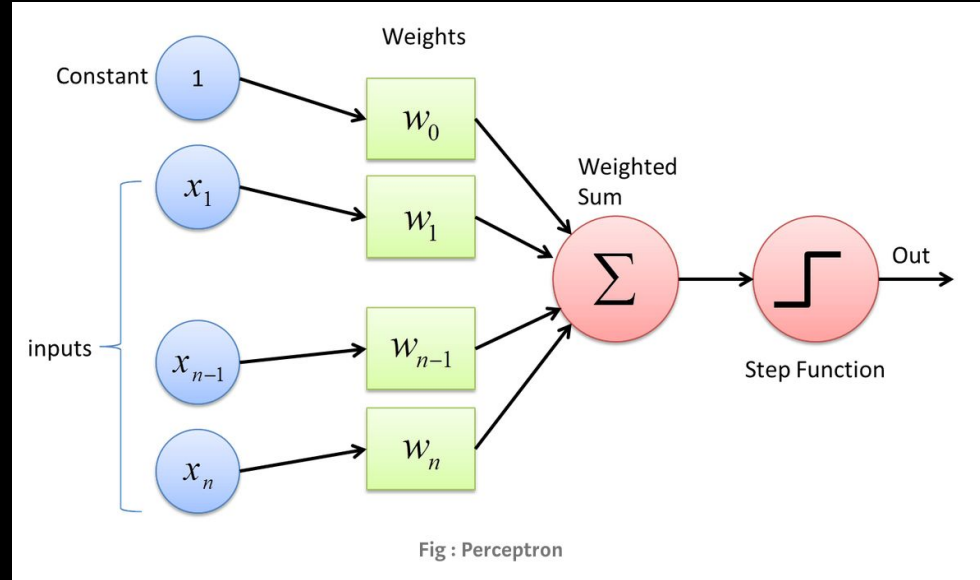 Weights
Constant
1
w0
x1
w1
Weighted
Sum
∑
Out
inputs
xn−1
wn−1
Step Function
xn
wn
Fig : Perceptron